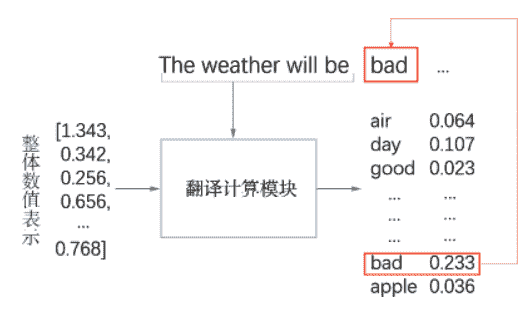 The weather will be bad ...
整体数值表示
[1.343,
0.342,
0.256,
0.656,
...
0.768]
翻译计算模块
air 0.064
day 0.107
good 0.023
... ...
... ...
... ...
bad 0.233
apple 0.036